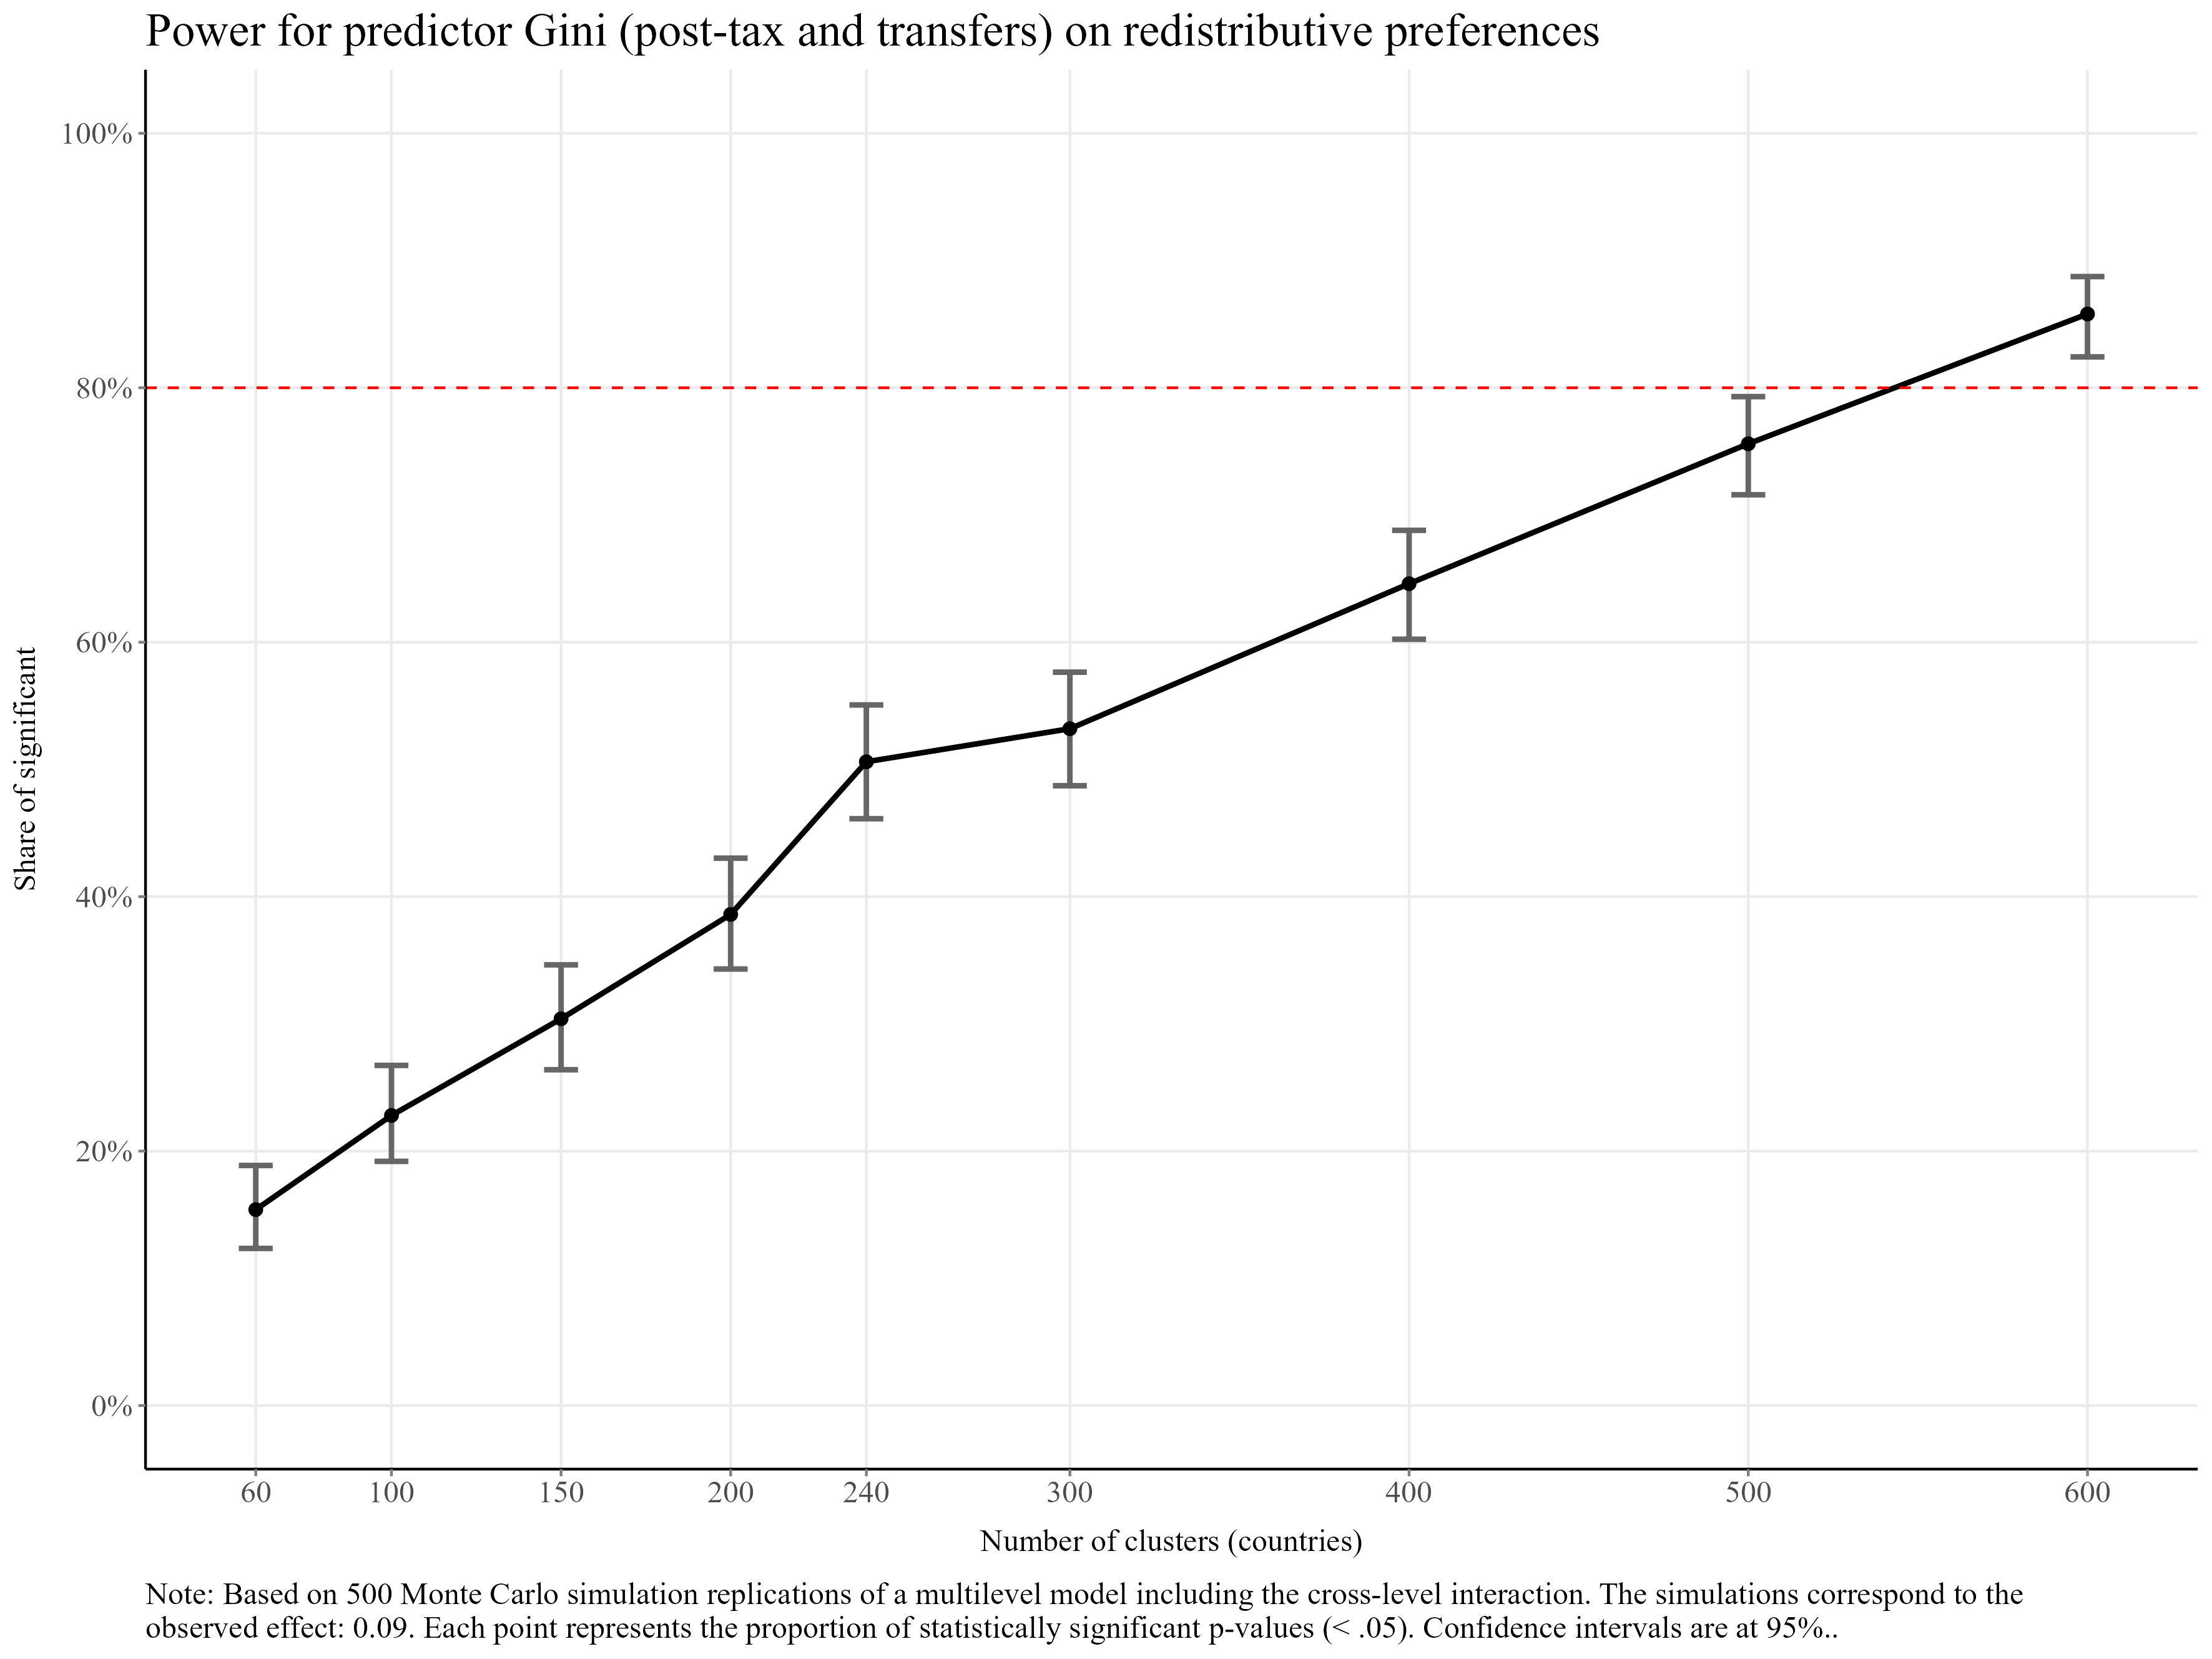 Power for predictor Gini (post-tax and transfers) on redistributive preferences
Share of significant
100%
80%
60%
40%
20%
0%
60 100 150 200 240 300 400 500 600
Number of clusters (countries)
Note: Based on 500 Monte Carlo simulation replications of a multilevel model including the cross-level interaction. The simulations correspond to the
observed effect: 0.09. Each point represents the proportion of statistically significant p-values (< .05). Confidence intervals are at 95%..